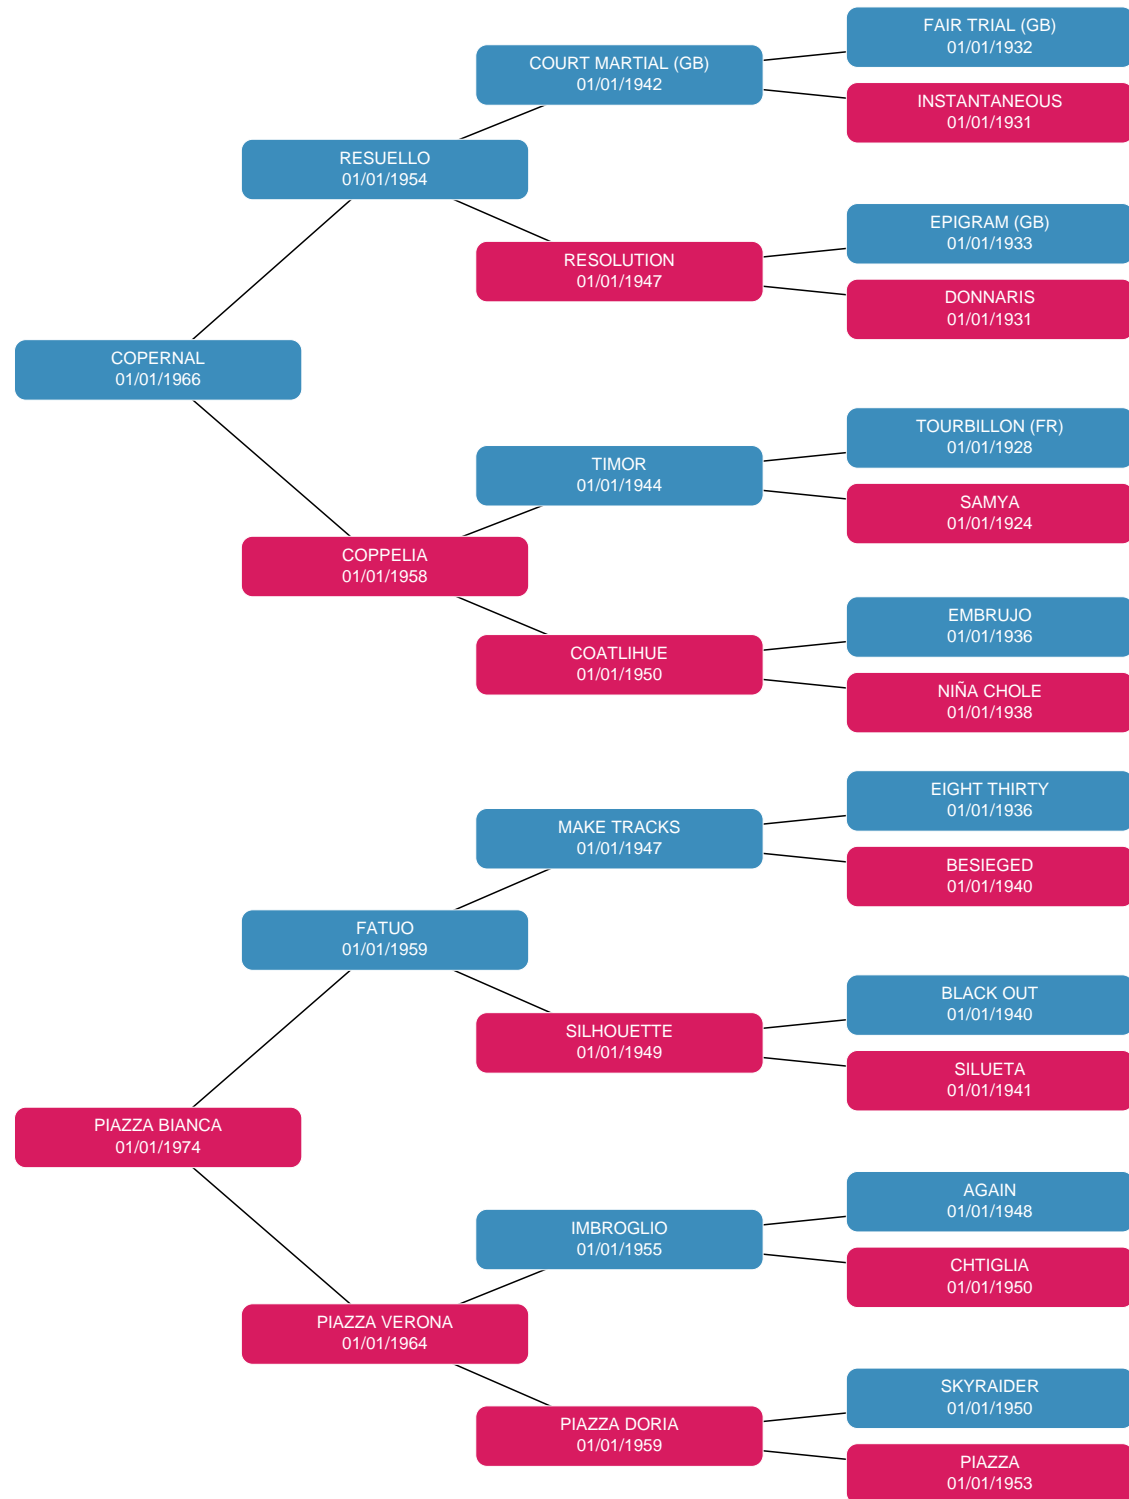 FAIR TRIAL (GB)
01/01/1932
COURT MARTIAL (GB)
01/01/1942
INSTANTANEOUS
01/01/1931
RESUELLO
01/01/1954
EPIGRAM (GB)
01/01/1933
RESOLUTION
01/01/1947
DONNARIS
01/01/1931
COPERNAL
01/01/1966
TOURBILLON (FR)
01/01/1928
TIMOR
01/01/1944
SAMYA
01/01/1924
COPPELIA
01/01/1958
EMBRUJO
01/01/1936
COATLIHUE
01/01/1950
NIÑA CHOLE
01/01/1938
EIGHT THIRTY
01/01/1936
MAKE TRACKS
01/01/1947
BESIEGED
01/01/1940
FATUO
01/01/1959
BLACK OUT
01/01/1940
SILHOUETTE
01/01/1949
SILUETA
01/01/1941
PIAZZA BIANCA
01/01/1974
AGAIN
01/01/1948
IMBROGLIO
01/01/1955
CHTIGLIA
01/01/1950
PIAZZA VERONA
01/01/1964
SKYRAIDER
01/01/1950
PIAZZA DORIA
01/01/1959
PIAZZA
01/01/1953